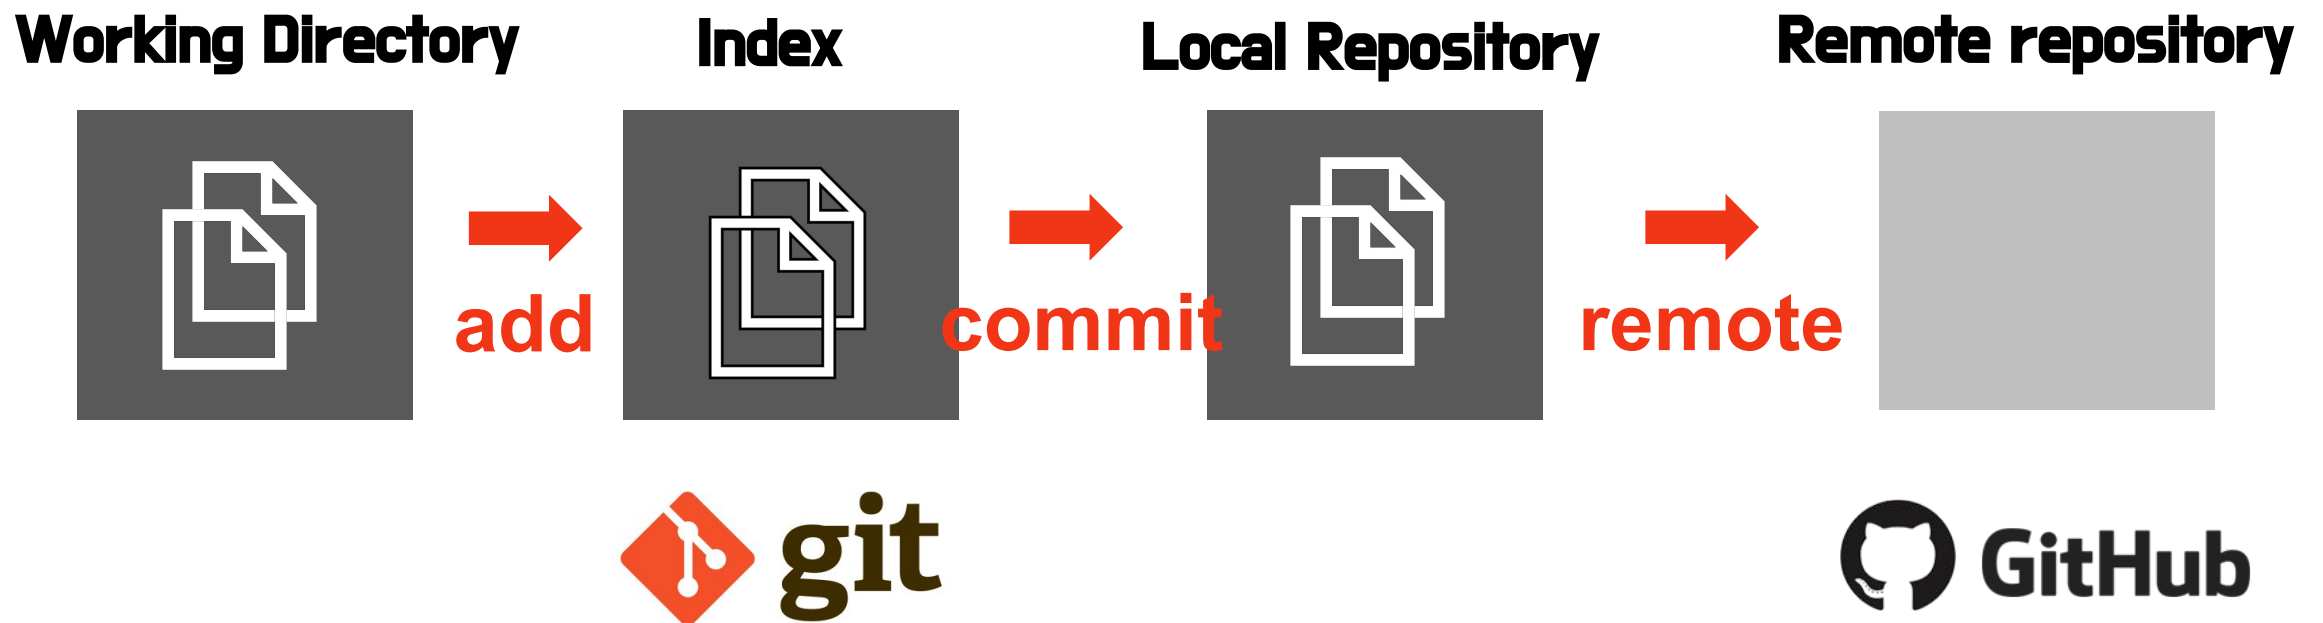 Working Directory
Index
Local Repository
Remote repository
add
commit
remote
git
GitHub